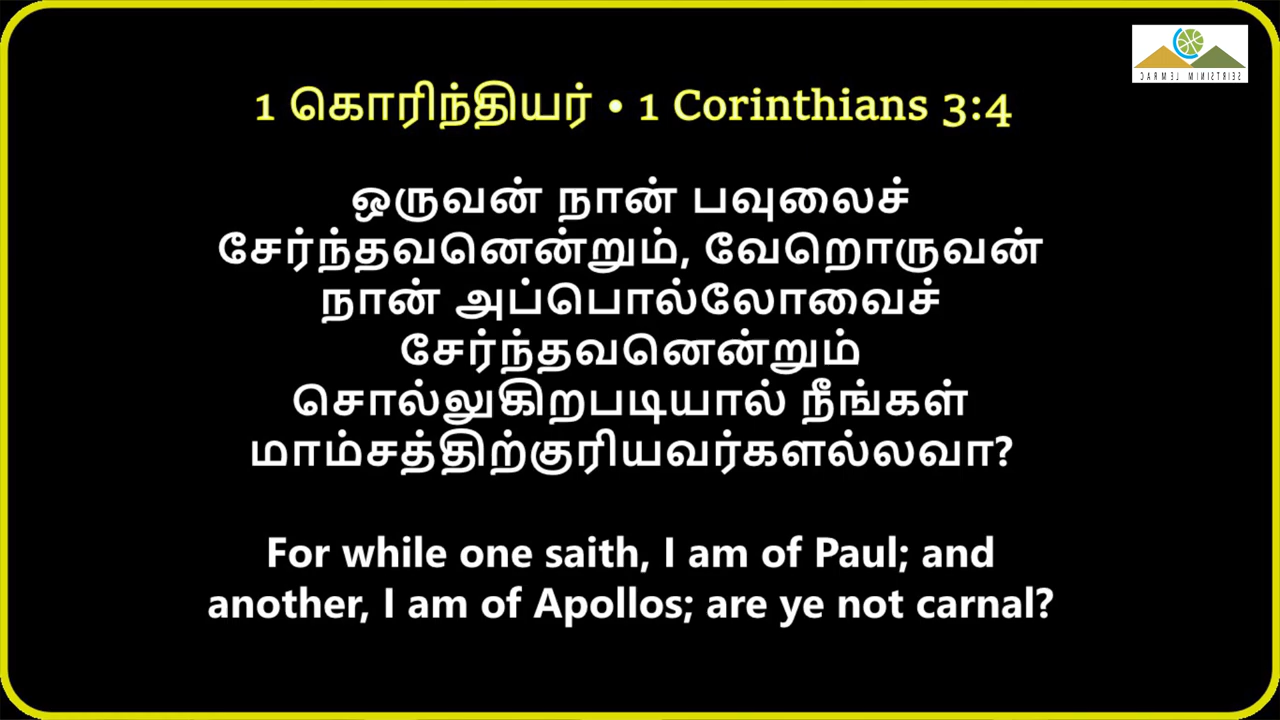 1 கொரிந்தியர் • 1 Corinthians 3:4
ஒருவன் நான் பவுலைச்
சேர்ந்தவனென்றும், வேறொருவன்
நான் அப்பொல்லோவைச்
சேர்ந்தவனென்றும்
சொல்லுகிறபடியால் நீங்கள்
மாம்சத்திற்குரியவர்களல்லவா?
For while one saith, I am of Paul; and
another, I am of Apollos; are ye not carnal?